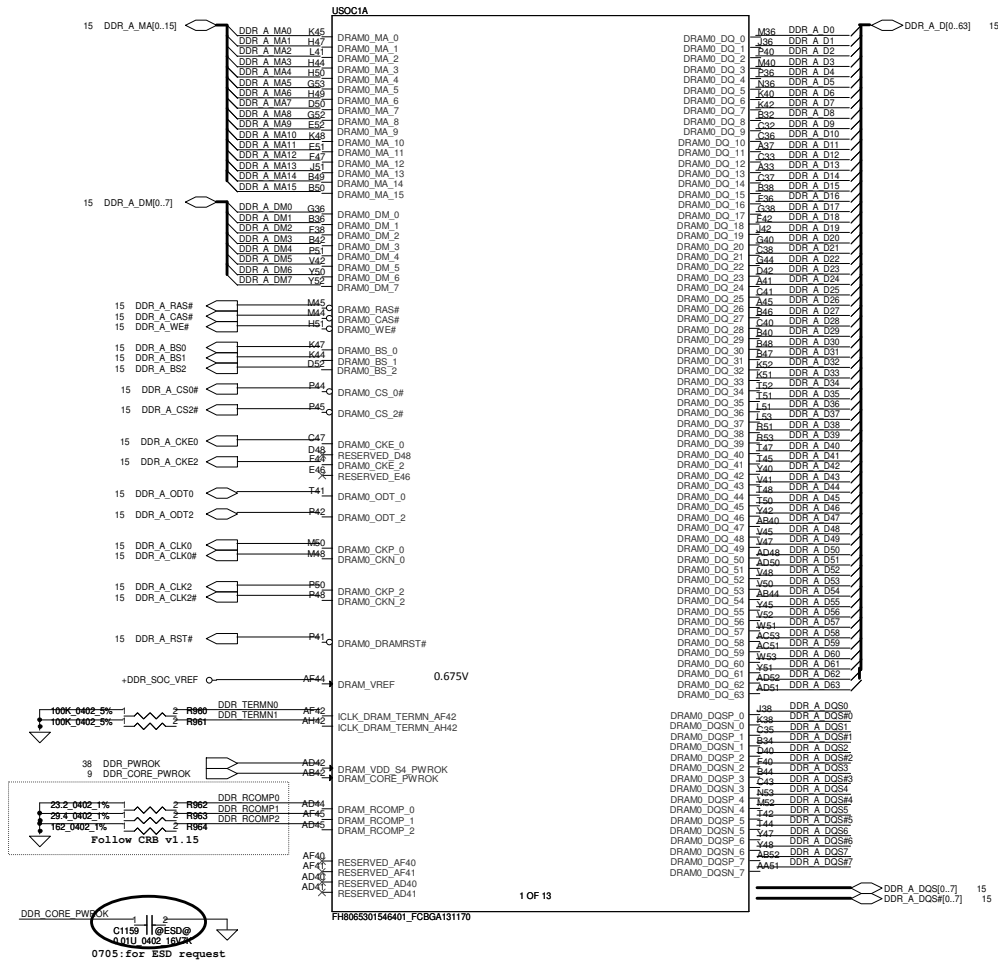 USOC1A
15 DDR_A_MA[0..15]
DDR_A_MA0 K45 DRAM0_MA_0
DDR_A_MA1 H47 DRAM0_MA_1
DDR_A_MA2 L41 DRAM0_MA_2
DDR_A_MA3 H44 DRAM0_MA_3
DDR_A_MA4 H50 DRAM0_MA_4
DDR_A_MA5 G53 DRAM0_MA_5
DDR_A_MA6 H49 DRAM0_MA_6
DDR_A_MA7 D50 DRAM0_MA_7
DDR_A_MA8 G52 DRAM0_MA_8
DDR_A_MA9 E52 DRAM0_MA_9
DDR_A_MA10 K48 DRAM0_MA_10
DDR_A_MA11 E51 DRAM0_MA_11
DDR_A_MA12 F47 DRAM0_MA_12
DDR_A_MA13 J51 DRAM0_MA_13
DDR_A_MA14 B49 DRAM0_MA_14
DDR_A_MA15 B50 DRAM0_MA_15
15 DDR_A_DM[0..7]
DDR_A_DM0 G36 DRAM0_DM_0
DDR_A_DM1 B36 DRAM0_DM_1
DDR_A_DM2 F38 DRAM0_DM_2
DDR_A_DM3 B42 DRAM0_DM_3
DDR_A_DM4 P51 DRAM0_DM_4
DDR_A_DM5 V42 DRAM0_DM_5
DDR_A_DM6 Y50 DRAM0_DM_6
DDR_A_DM7 Y52 DRAM0_DM_7
15 DDR_A_RAS# M45 DRAM0_RAS#
15 DDR_A_CAS# M44 DRAM0_CAS#
15 DDR_A_WE# H51 DRAM0_WE#
15 DDR_A_BS0 K47 DRAM0_BS_0
15 DDR_A_BS1 K44 DRAM0_BS_1
15 DDR_A_BS2 D52 DRAM0_BS_2
15 DDR_A_CS0# P44 DRAM0_CS_0#
15 DDR_A_CS2# P45 DRAM0_CS_2#
15 DDR_A_CKE0 C47 DRAM0_CKE_0
D48 RESERVED_D48
15 DDR_A_CKE2 F44 DRAM0_CKE_2
E46 RESERVED_E46
15 DDR_A_ODT0 T41 DRAM0_ODT_0
15 DDR_A_ODT2 P42 DRAM0_ODT_2
15 DDR_A_CLK0 M50 DRAM0_CKP_0
15 DDR_A_CLK0# M48 DRAM0_CKN_0
15 DDR_A_CLK2 P50 DRAM0_CKP_2
15 DDR_A_CLK2# P48 DRAM0_CKN_2
15 DDR_A_RST# P41 DRAM0_DRAMRST#
+DDR_SOC_VREF AF44 DRAM_VREF 0.675V
100K_0402_5% 1 2 R960 DDR_TERMN0 AF42 ICLK_DRAM_TERMN_AF42
100K_0402_5% 1 2 R961 DDR_TERMN1 AH42 ICLK_DRAM_TERMN_AH42
38 DDR_PWROK AD42 DRAM_VDD_S4_PWROK
9 DDR_CORE_PWROK AB42 DRAM_CORE_PWROK
23.2_0402_1% 1 2 R962 DDR_RCOMP0 AD44 DRAM_RCOMP_0
29.4_0402_1% 1 2 R963 DDR_RCOMP1 AF45 DRAM_RCOMP_1
162_0402_1% 1 2 R964 DDR_RCOMP2 AD45 DRAM_RCOMP_2
Follow CRB v1.15
AF40 RESERVED_AF40
AF41 RESERVED_AF41
AD40 RESERVED_AD40
AD41 RESERVED_AD41
1 OF 13
FH8065301546401_FCBGA131170
DDR_CORE_PWROK
1 2
C1159 @ESD@
0.01U_0402_16V7K
0705:for ESD request
DDR_A_D[0..63] 15
DRAM0_DQ_0 M36 DDR_A_D0
DRAM0_DQ_1 J36 DDR_A_D1
DRAM0_DQ_2 P40 DDR_A_D2
DRAM0_DQ_3 M40 DDR_A_D3
DRAM0_DQ_4 P36 DDR_A_D4
DRAM0_DQ_5 N36 DDR_A_D5
DRAM0_DQ_6 K40 DDR_A_D6
DRAM0_DQ_7 K42 DDR_A_D7
DRAM0_DQ_8 B32 DDR_A_D8
DRAM0_DQ_9 C32 DDR_A_D9
DRAM0_DQ_10 C36 DDR_A_D10
DRAM0_DQ_11 A37 DDR_A_D11
DRAM0_DQ_12 C33 DDR_A_D12
DRAM0_DQ_13 A33 DDR_A_D13
DRAM0_DQ_14 C37 DDR_A_D14
DRAM0_DQ_15 B38 DDR_A_D15
DRAM0_DQ_16 F36 DDR_A_D16
DRAM0_DQ_17 G38 DDR_A_D17
DRAM0_DQ_18 F42 DDR_A_D18
DRAM0_DQ_19 J42 DDR_A_D19
DRAM0_DQ_20 G40 DDR_A_D20
DRAM0_DQ_21 C38 DDR_A_D21
DRAM0_DQ_22 G44 DDR_A_D22
DRAM0_DQ_23 D42 DDR_A_D23
DRAM0_DQ_24 A41 DDR_A_D24
DRAM0_DQ_25 C41 DDR_A_D25
DRAM0_DQ_26 A45 DDR_A_D26
DRAM0_DQ_27 B46 DDR_A_D27
DRAM0_DQ_28 C40 DDR_A_D28
DRAM0_DQ_29 B40 DDR_A_D29
DRAM0_DQ_30 B48 DDR_A_D30
DRAM0_DQ_31 B47 DDR_A_D31
DRAM0_DQ_32 K52 DDR_A_D32
DRAM0_DQ_33 K51 DDR_A_D33
DRAM0_DQ_34 T52 DDR_A_D34
DRAM0_DQ_35 T51 DDR_A_D35
DRAM0_DQ_36 L51 DDR_A_D36
DRAM0_DQ_37 L53 DDR_A_D37
DRAM0_DQ_38 R51 DDR_A_D38
DRAM0_DQ_39 R53 DDR_A_D39
DRAM0_DQ_40 T47 DDR_A_D40
DRAM0_DQ_41 T45 DDR_A_D41
DRAM0_DQ_42 Y40 DDR_A_D42
DRAM0_DQ_43 V41 DDR_A_D43
DRAM0_DQ_44 T48 DDR_A_D44
DRAM0_DQ_45 T50 DDR_A_D45
DRAM0_DQ_46 Y42 DDR_A_D46
DRAM0_DQ_47 AB40 DDR_A_D47
DRAM0_DQ_48 V45 DDR_A_D48
DRAM0_DQ_49 V47 DDR_A_D49
DRAM0_DQ_50 AD48 DDR_A_D50
DRAM0_DQ_51 AD50 DDR_A_D51
DRAM0_DQ_52 V48 DDR_A_D52
DRAM0_DQ_53 V50 DDR_A_D53
DRAM0_DQ_54 AB44 DDR_A_D54
DRAM0_DQ_55 Y45 DDR_A_D55
DRAM0_DQ_56 V52 DDR_A_D56
DRAM0_DQ_57 W51 DDR_A_D57
DRAM0_DQ_58 AC53 DDR_A_D58
DRAM0_DQ_59 AC51 DDR_A_D59
DRAM0_DQ_60 W53 DDR_A_D60
DRAM0_DQ_61 Y51 DDR_A_D61
DRAM0_DQ_62 AD52 DDR_A_D62
DRAM0_DQ_63 AD51 DDR_A_D63
DRAM0_DQSP_0 J38 DDR_A_DQS0
DRAM0_DQSN_0 K38 DDR_A_DQS#0
DRAM0_DQSP_1 C35 DDR_A_DQS1
DRAM0_DQSN_1 B34 DDR_A_DQS#1
DRAM0_DQSP_2 D40 DDR_A_DQS2
DRAM0_DQSN_2 F40 DDR_A_DQS#2
DRAM0_DQSP_3 B44 DDR_A_DQS3
DRAM0_DQSN_3 C43 DDR_A_DQS#3
DRAM0_DQSP_4 N53 DDR_A_DQS4
DRAM0_DQSN_4 M52 DDR_A_DQS#4
DRAM0_DQSP_5 T42 DDR_A_DQS5
DRAM0_DQSN_5 T44 DDR_A_DQS#5
DRAM0_DQSP_6 Y47 DDR_A_DQS6
DRAM0_DQSN_6 Y48 DDR_A_DQS#6
DRAM0_DQSP_7 AB52 DDR_A_DQS7
DRAM0_DQSN_7 AA51 DDR_A_DQS#7
DDR_A_DQS[0..7] 15
DDR_A_DQS#[0..7] 15